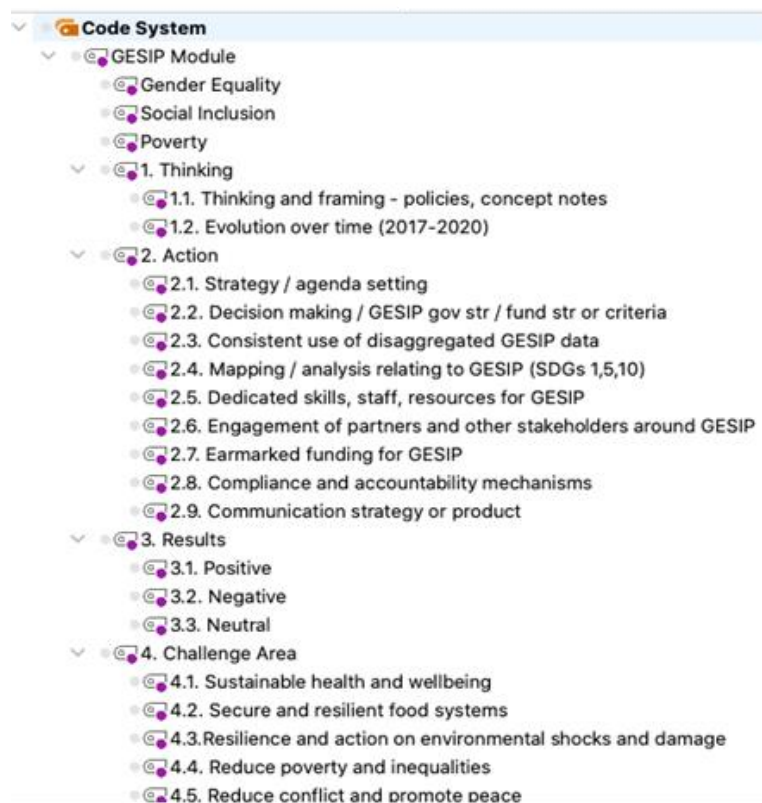 Code System
GESIP Module
Gender Equality
Social Inclusion
Poverty
1. Thinking
1.1. Thinking and framing - policies, concept notes
1.2. Evolution over time (2017-2020)
2. Action
2.1. Strategy / agenda setting
2.2. Decision making / GESIP gov str / fund str or criteria
2.3. Consistent use of disaggregated GESIP data
2.4. Mapping / analysis relating to GESIP (SDGs 1,5,10)
2.5. Dedicated skills, staff, resources for GESIP
2.6. Engagement of partners and other stakeholders around GESIP
2.7. Earmarked funding for GESIP
2.8. Compliance and accountability mechanisms
2.9. Communication strategy or product
3. Results
3.1. Positive
3.2. Negative
3.3. Neutral
4. Challenge Area
4.1. Sustainable health and wellbeing
4.2. Secure and resilient food systems
4.3.Resilience and action on environmental shocks and damage
4.4. Reduce poverty and inequalities
4.5. Reduce conflict and promote peace